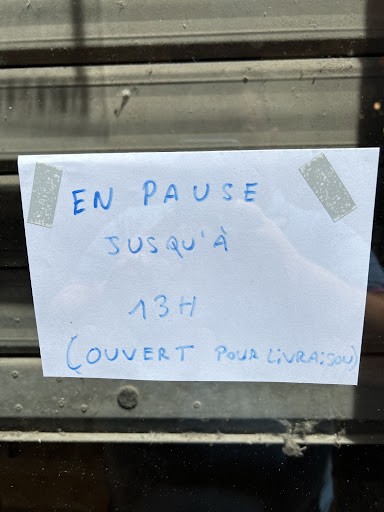 EN PAUSE
JUSQU'À
13H
(OUVERT POUR LIVRAISON)